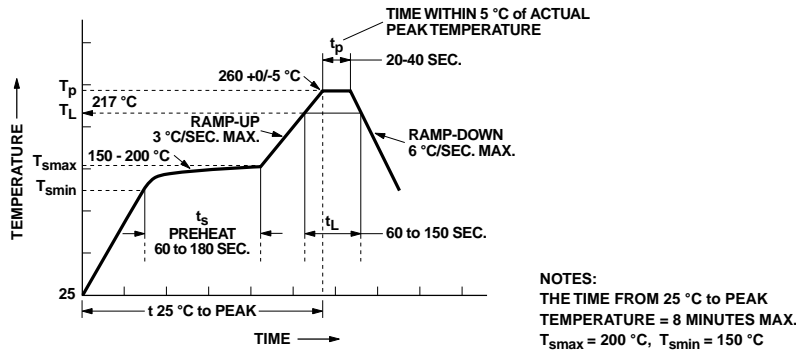 TIME WITHIN 5 °C of ACTUAL
PEAK TEMPERATURE
tp
20-40 SEC.
260 +0/-5 °C
Tp
TL
217 °C
RAMP-UP
3 °C/SEC. MAX.
RAMP-DOWN
6 °C/SEC. MAX.
150 - 200 °C
Tsmax
Tsmin
TEMPERATURE
ts
PREHEAT
60 to 180 SEC.
tL
60 to 150 SEC.
25
t 25 °C to PEAK
TIME
NOTES:
THE TIME FROM 25 °C to PEAK
TEMPERATURE = 8 MINUTES MAX.
Tsmax = 200 °C, Tsmin = 150 °C